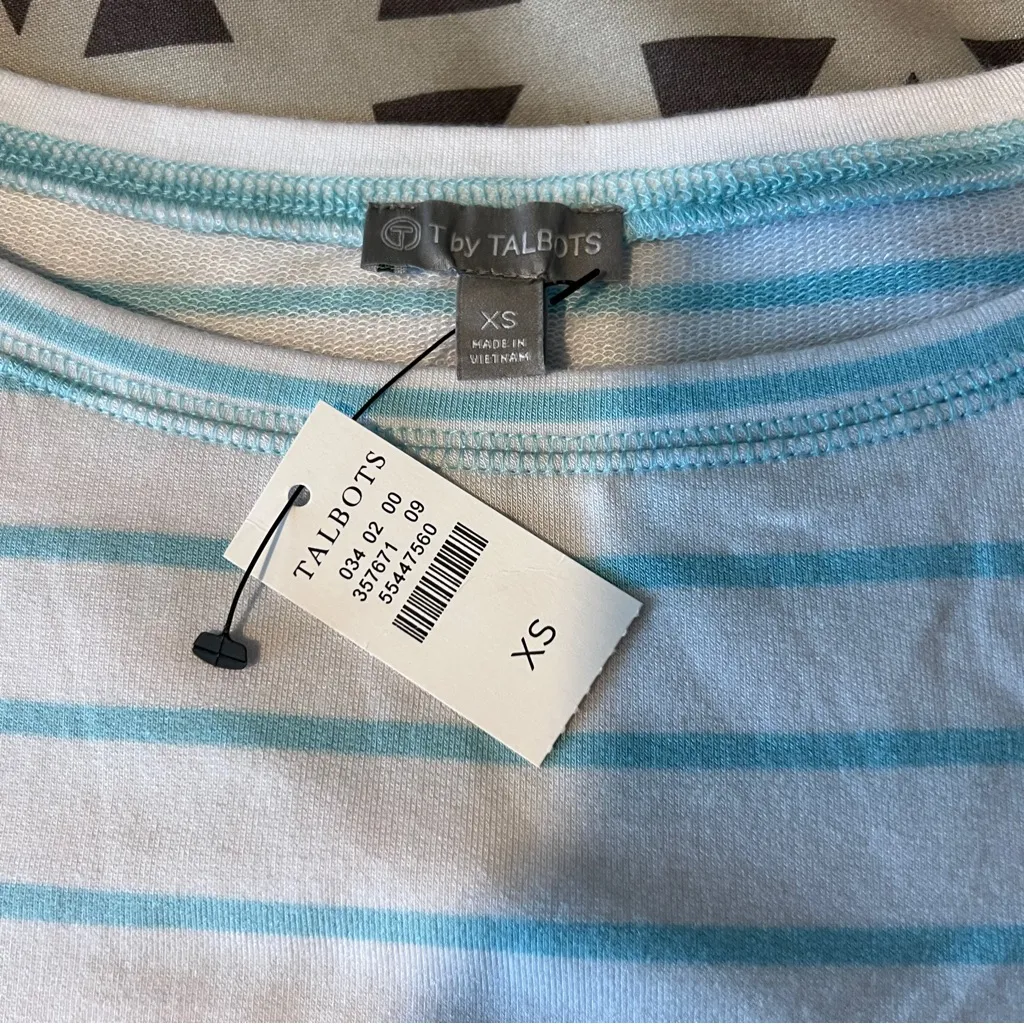 T T by TALBOTS
XS
MADE IN
VIETNAM
TALBOTS
034 02 00
357671 09
55447560
XS